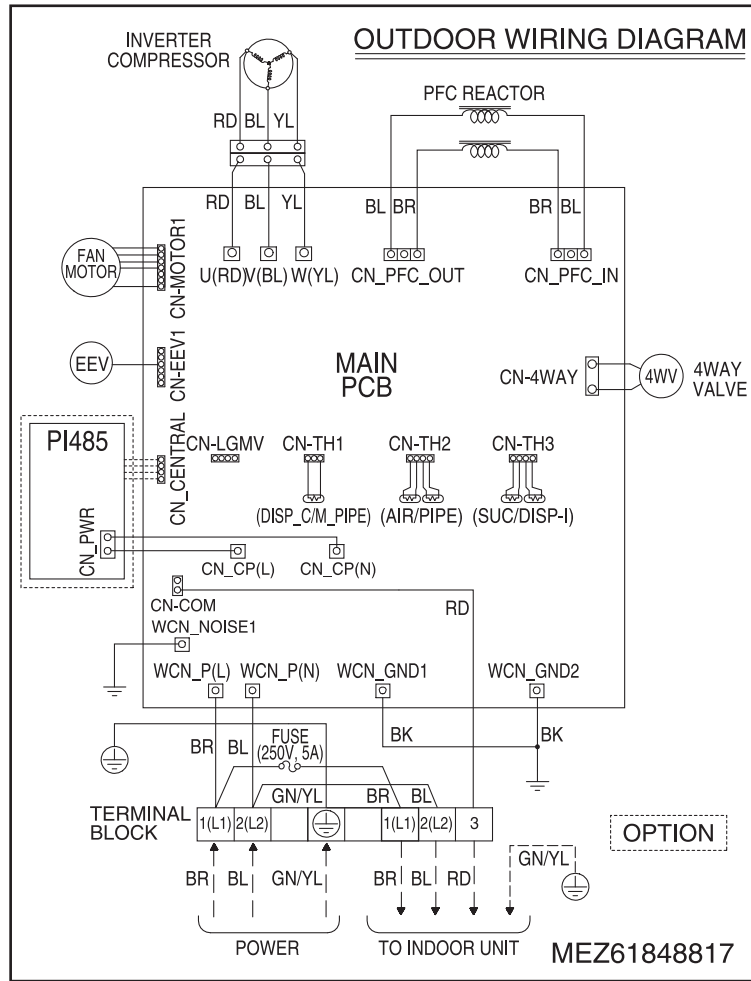 OUTDOOR WIRING DIAGRAM
INVERTER
COMPRESSOR
PFC REACTOR
RD BL YL
RD BL YL
BL BR
BR BL
FAN
MOTOR
CN-MOTOR1
U(RD) V(BL) W(YL)
CN_PFC_OUT
CN_PFC_IN
EEV
CN-EEV1
MAIN
PCB
CN-4WAY
4WV
4WAY
VALVE
PI485
CN_CENTRAL
CN-LGMV
CN-TH1
CN-TH2
CN-TH3
(DISP_C/M_PIPE)
(AIR/PIPE)
(SUC/DISP-I)
CN_PWR
CN_CP(L)
CN_CP(N)
CN-COM
RD
WCN_NOISE1
WCN_P(L)
WCN_P(N)
WCN_GND1
WCN_GND2
BR BL
FUSE
(250V, 5A)
BK
BK
GN/YL
BR BL
TERMINAL
BLOCK
1(L1) 2(L2) 1(L1) 2(L2) 3
OPTION
BR BL GN/YL
BR BL RD
GN/YL
POWER
TO INDOOR UNIT
MEZ61848817